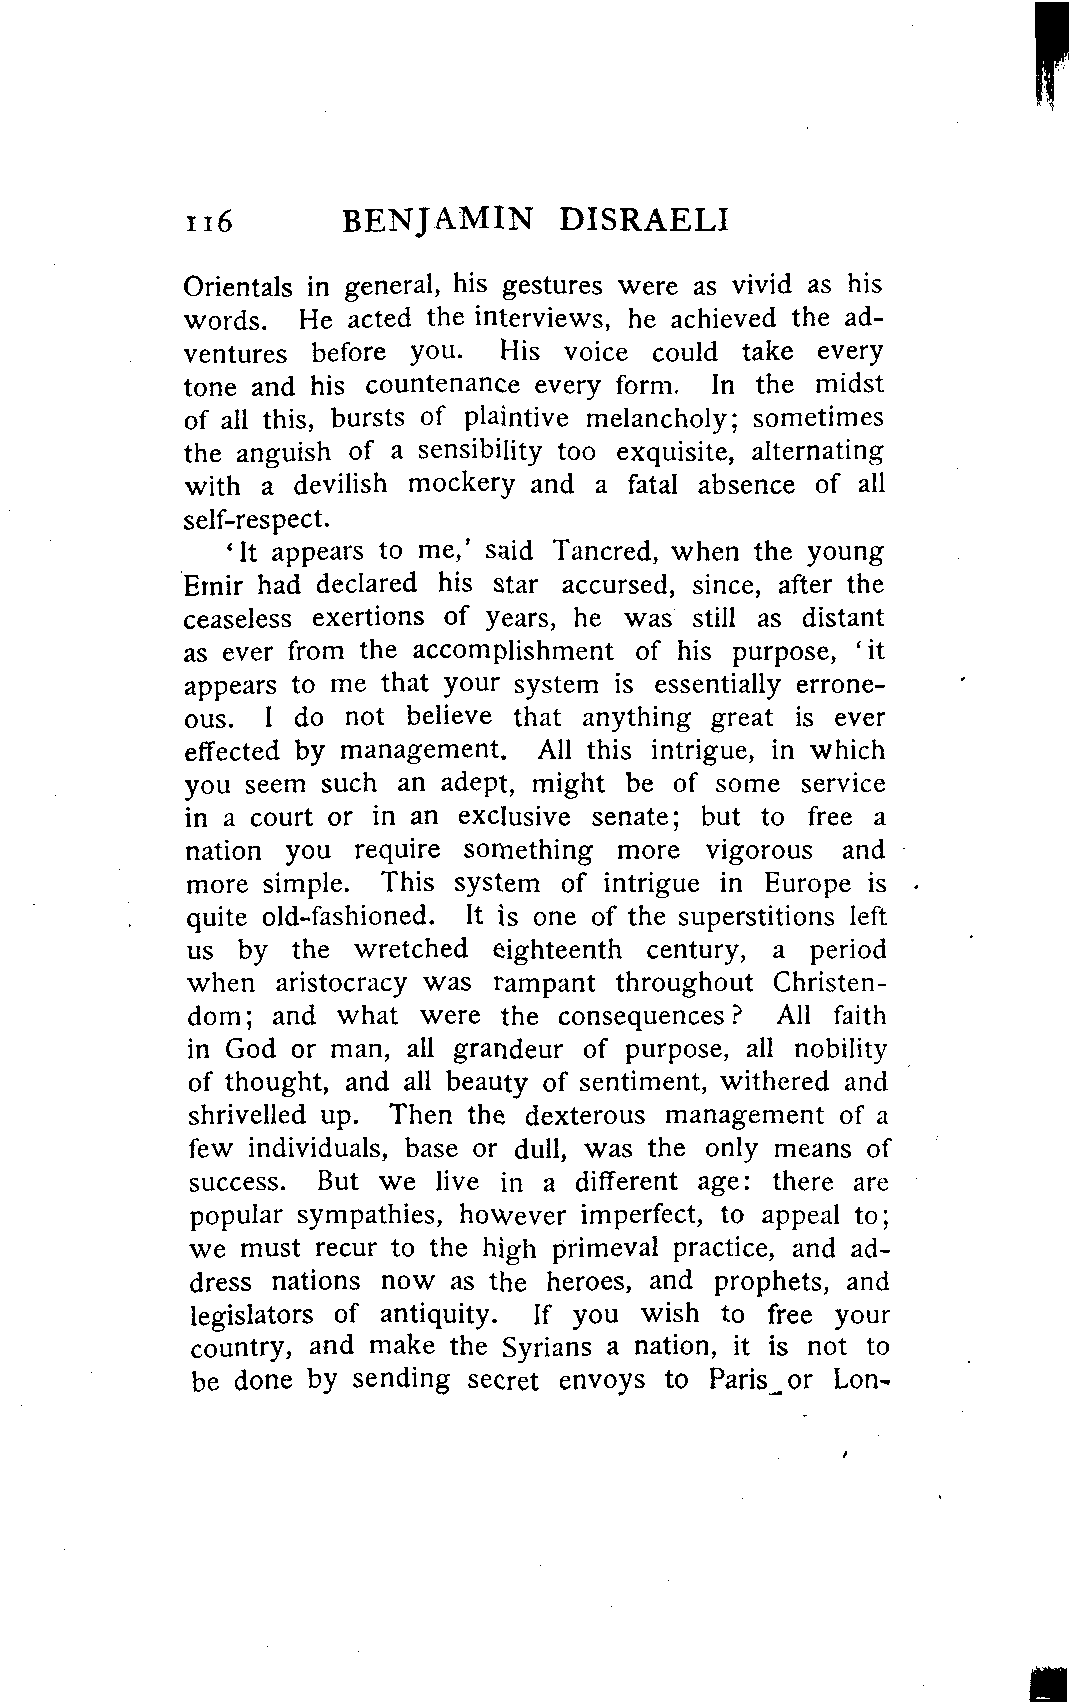 116 BENJAMIN DISRAELI
Orientals in general, his gestures were as vivid as his
words. He acted the interviews, he achieved the ad-
ventures before you. His voice could take every
tone and his countenance every form. In the midst
of all this, bursts of plaintive melancholy; sometimes
the anguish of a sensibility too exquisite, alternating
with a devilish mockery and a fatal absence of all
self-respect.
‘It appears to me,’ said Tancred, when the young
Emir had declared his star accursed, since, after the
ceaseless exertions of years, he was still as distant
as ever from the accomplishment of his purpose, ‘it
appears to me that your system is essentially errone-
ous. I do not believe that anything great is ever
effected by management. All this intrigue, in which
you seem such an adept, might be of some service
in a court or in an exclusive senate; but to free a
nation you require something more vigorous and
more simple. This system of intrigue in Europe is
quite old-fashioned. It is one of the superstitions left
us by the wretched eighteenth century, a period
when aristocracy was rampant throughout Christen-
dom; and what were the consequences? All faith
in God or man, all grandeur of purpose, all nobility
of thought, and all beauty of sentiment, withered and
shrivelled up. Then the dexterous management of a
few individuals, base or dull, was the only means of
success. But we live in a different age: there are
popular sympathies, however imperfect, to appeal to;
we must recur to the high primeval practice, and ad-
dress nations now as the heroes, and prophets, and
legislators of antiquity. If you wish to free your
country, and make the Syrians a nation, it is not to
be done by sending secret envoys to Paris or Lon-